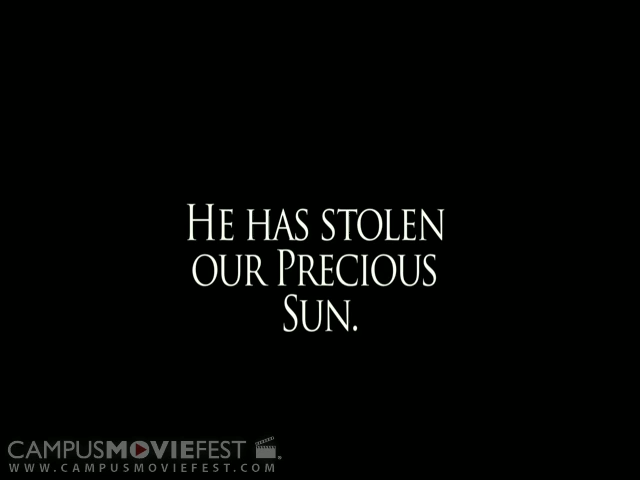 He has stolen
our Precious
Sun.
CAMPUSMOVIEFEST.
WWW.CAMPUSMOVIEFEST.COM